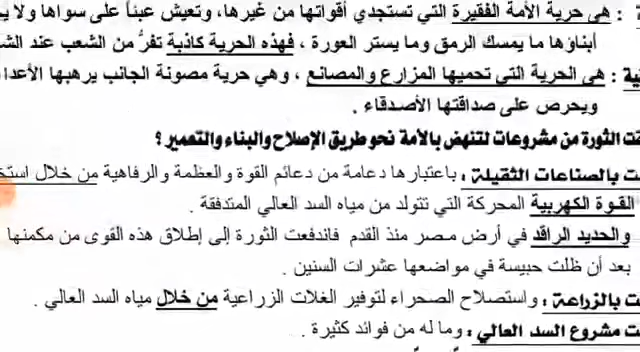 : هى حرية الأمة الفقيرة التي تستجدي أقواتها من غيرها، وتعيش عبئاً على سواها ولا
أبناؤها ما يمسك الرمق وما يستر العورة ، فهذه الحرية كاذبة تفرُّ من الشعب عند
: هى الحرية التي تحميها المزارع والمصانع ، وهي حرية مصونة الجانب يرهبها
ويحرص على صداقتها الأصدقاء .
الثورة من مشروعات لتنهض بالأمة نحو طريق الإصلاح والبناء والتعمير ؟
بالصناعات الثقيلة ، باعتبارها دعامة من دعائم القوة والعظمة والرفاهية من خلال
القوة الكهربية المحركة التي تتولد من مياه السد العالي المتدفقة .
والحديد الراقد في أرض مصر منذ القدم فاندفعت الثورة إلى إطلاق هذه القوى من مكمنها
بعد أن ظلت حبيسة في مواضعها عشرات السنين .
بالزراعة ، واستصلاح الصحراء لتوفير الغلات الزراعية من خلال مياه السد العالي .
مشروع السد العالي ، وما له من فوائد كثيرة .